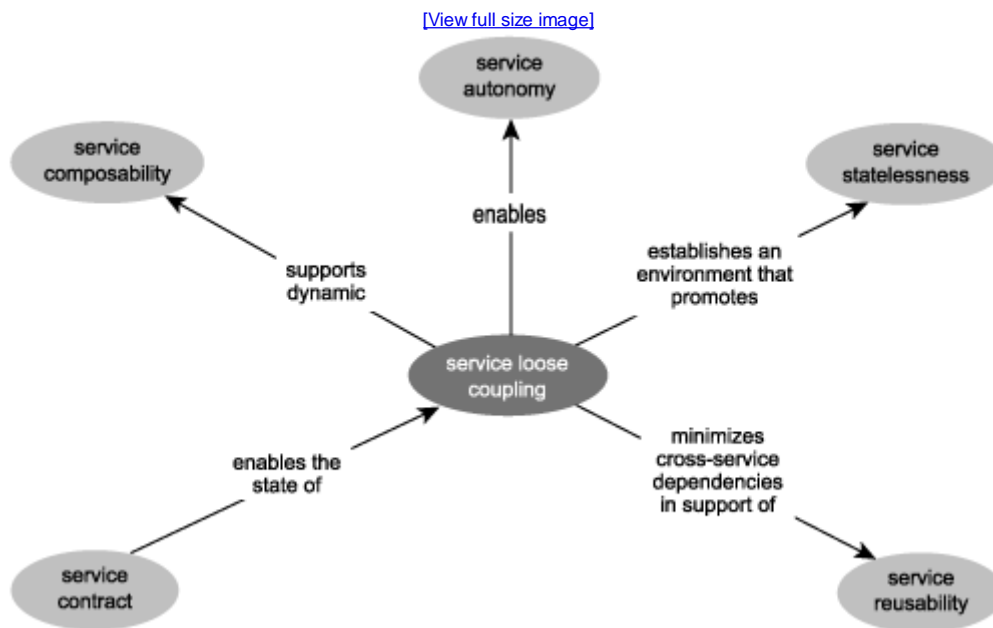 [View full size image]
service
autonomy
service
composability
service
statelessness
enables
establishes an
environment that
promotes
supports
dynamic
service loose
coupling
minimizes
cross-service
dependencies
in support of
enables the
state of
service
contract
service
reusability